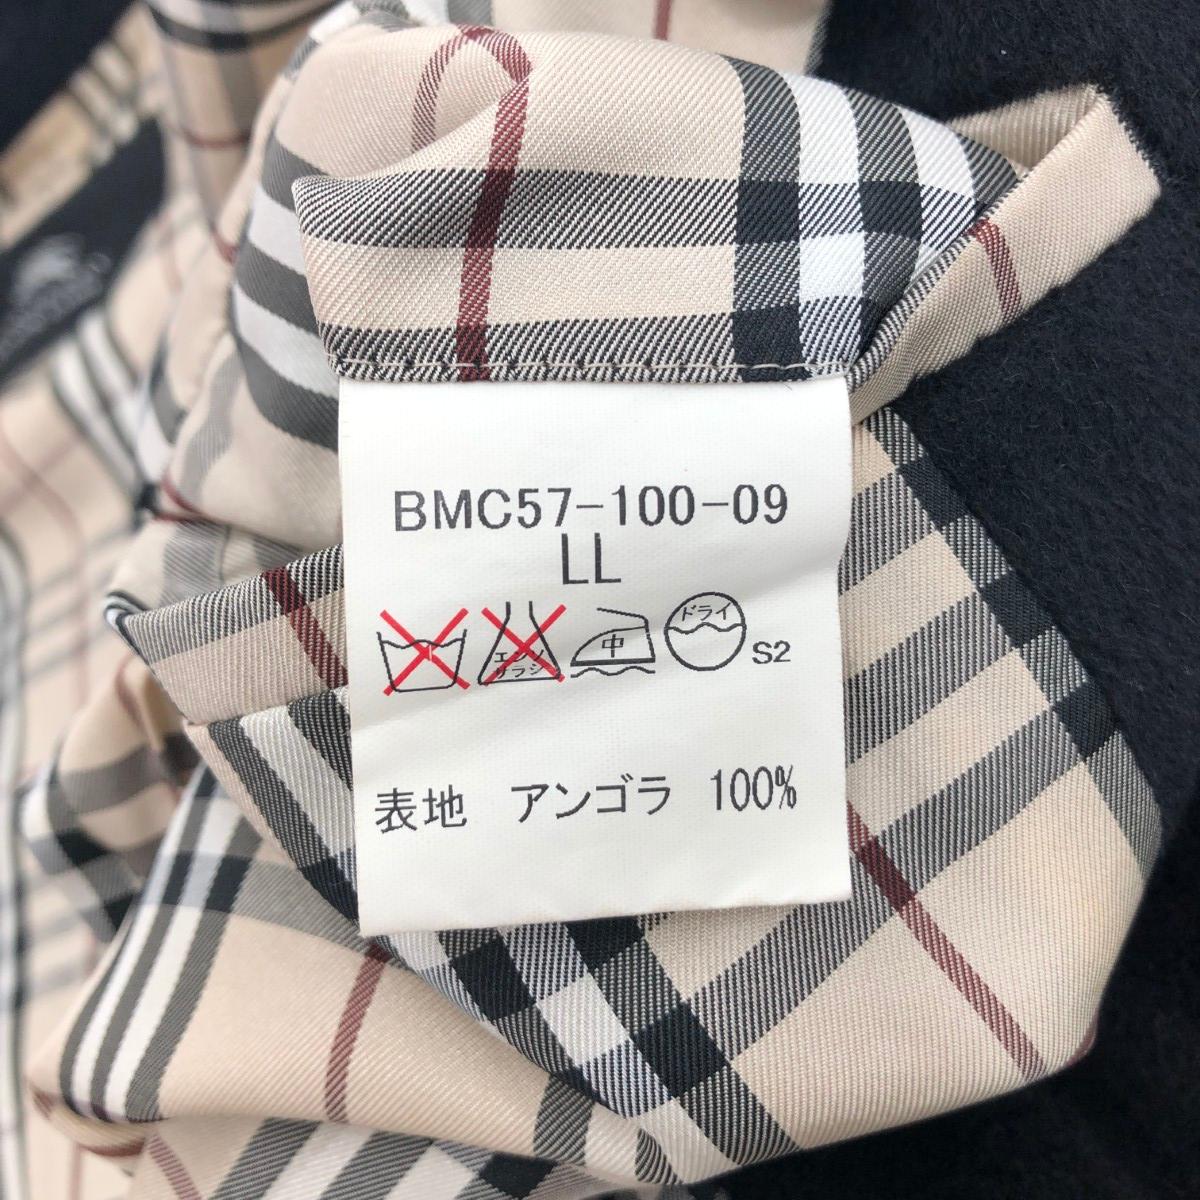 BMC57-100-09
LL
エンソ
サラシ
中
ドライ
S2
表地 アンゴラ 100%